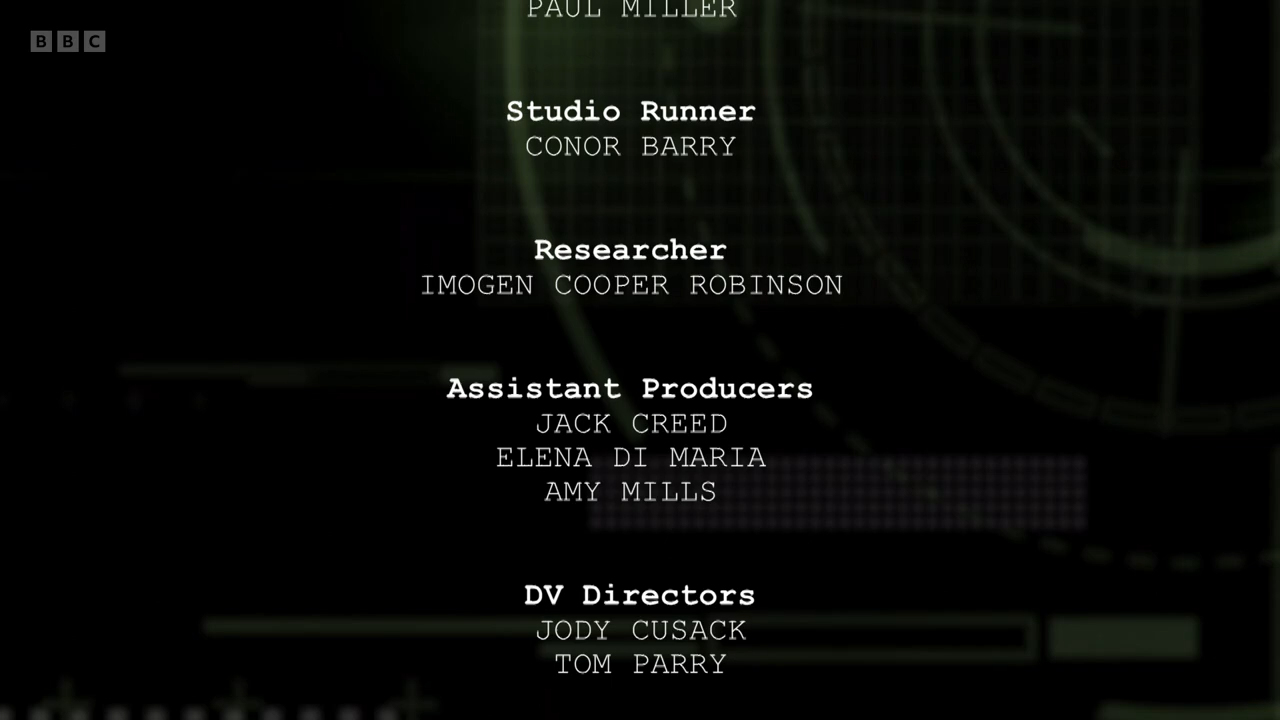 PAUL MILLER
BBC
Studio Runner
CONOR BARRY
Researcher
IMOGEN COOPER ROBINSON
Assistant Producers
JACK CREED
ELENA DI MARIA
AMY MILLS
DV Directors
JODY CUSACK
TOM PARRY